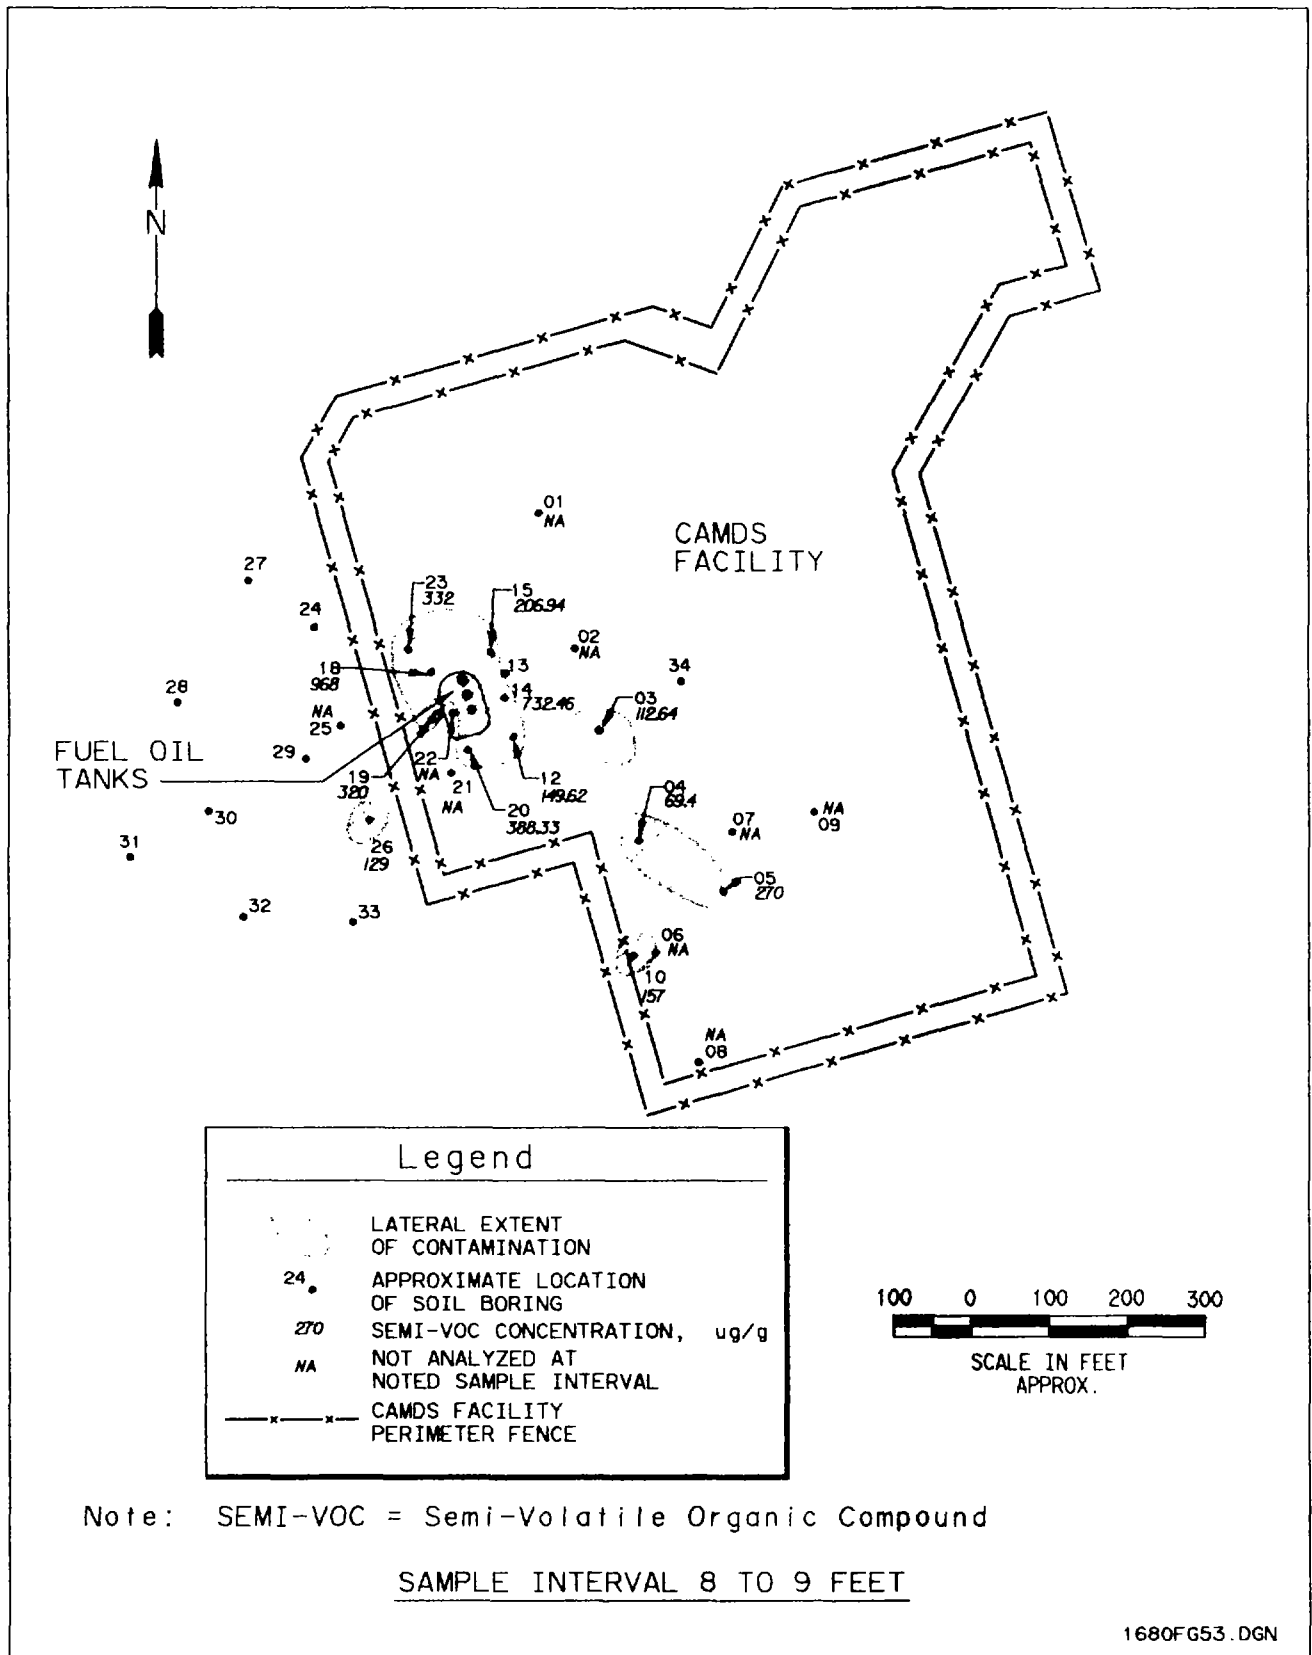 N
01
NA
CAMDS
FACILITY
27
23
332
15
206.94
24
02
NA
13
34
18
968
14
732.46
03
112.64
28
NA
25
FUEL OIL
TANKS
29
22
NA
19
320
21
NA
12
149.62
20
388.33
04
69.4
07
NA
NA
09
30
26
129
31
05
270
32
33
06
NA
10
157
NA
08
Legend
LATERAL EXTENT
OF CONTAMINATION
24
APPROXIMATE LOCATION
OF SOIL BORING
270
SEMI-VOC CONCENTRATION, ug/g
NA
NOT ANALYZED AT
NOTED SAMPLE INTERVAL
CAMDS FACILITY
PERIMETER FENCE
100 0 100 200 300
SCALE IN FEET
APPROX.
Note: SEMI-VOC = Semi-Volatile Organic Compound
SAMPLE INTERVAL 8 TO 9 FEET
1680FG53.DGN